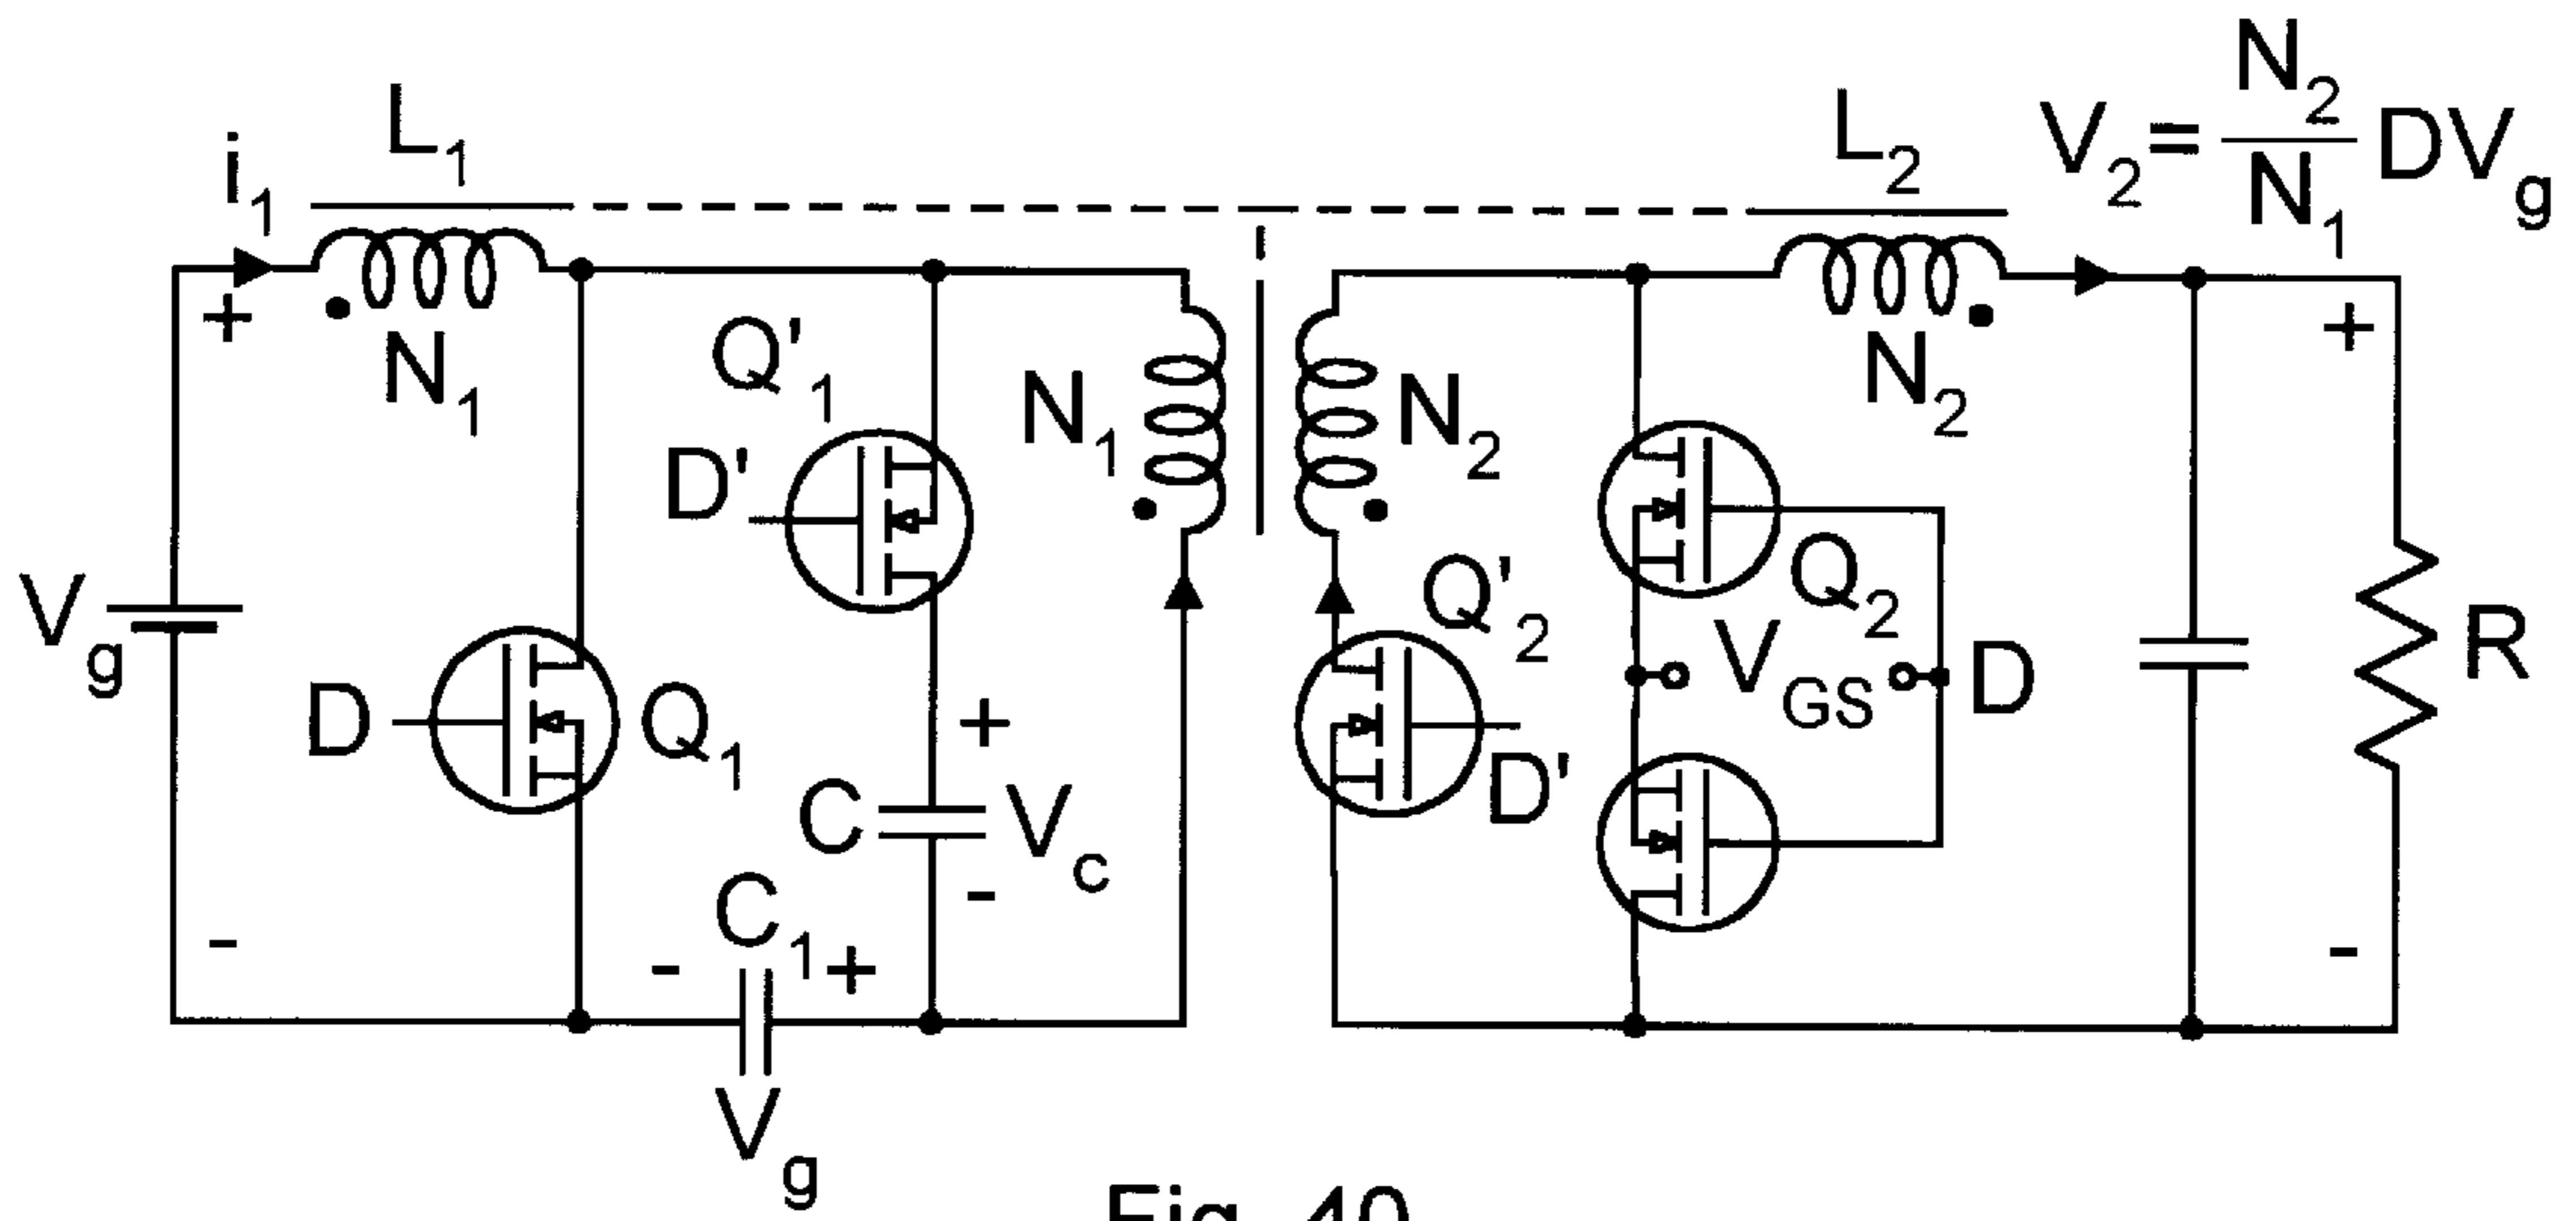 i1
L1
N1
Q'1
D'
N1
N2
L2
N2
V2 = N2/N1 DVg
Vg
+
-
D
Q1
C
+
Vc
-
C1
-
+
Vg
Q'2
D'
Q2
VGS
D
+
-
R
Fig. 40